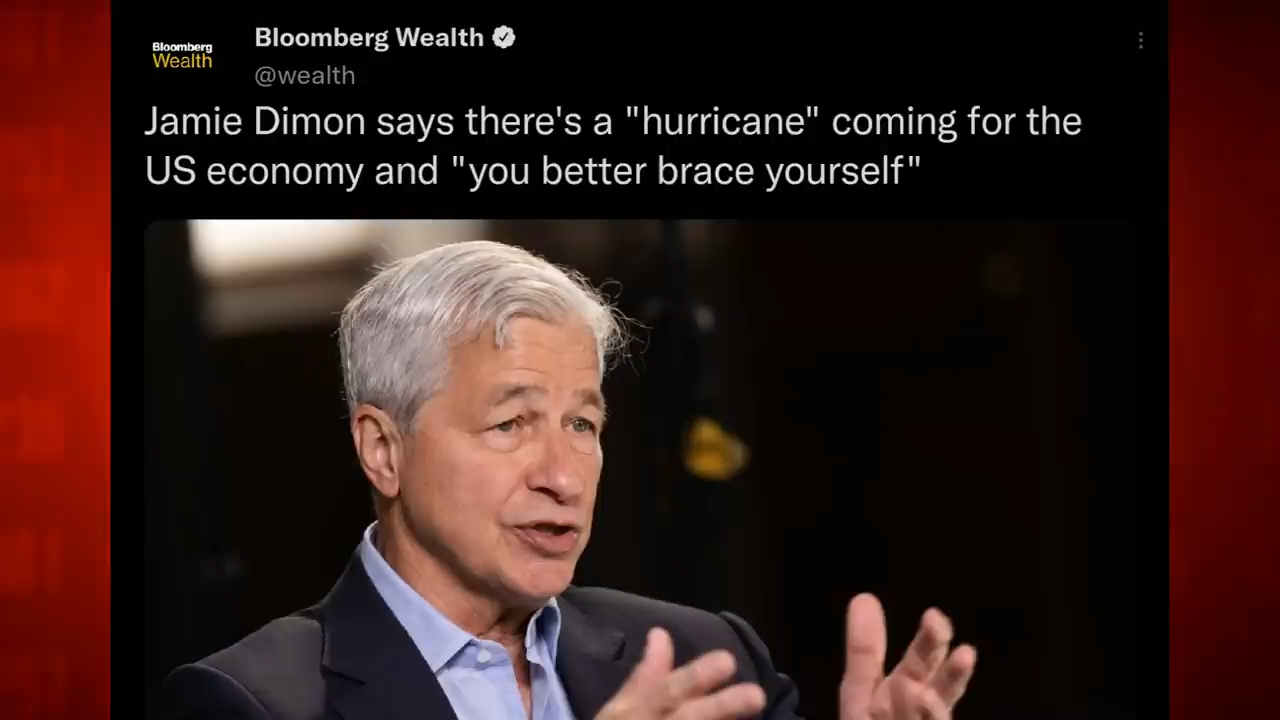 Bloomberg
Wealth
Bloomberg Wealth
@wealth
Jamie Dimon says there's a "hurricane" coming for the
US economy and "you better brace yourself"